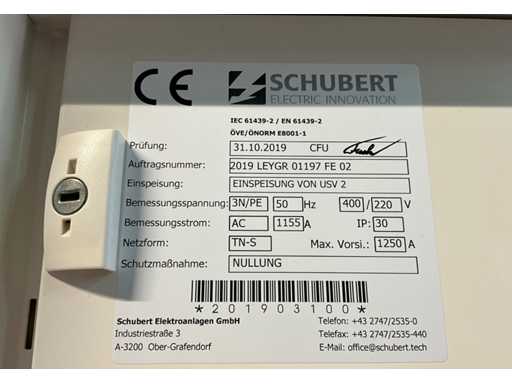 CE SCHUBERT
ELECTRIC INNOVATION
IEC 61439-2 / EN 61439-2
ÖVE/ÖNORM E8001-1
Prüfung: 31.10.2019 CFU
Auftragsnummer: 2019 LEYGR 01197 FE 02
Einspeisung: EINSPEISUNG VON USV 2
Bemessungsspannung: 3N/PE 50 Hz 400 / 220 V
Bemessungsstrom: AC 1155 A IP: 30
Netzform: TN-S Max. Vorsi.: 1250 A
Schutzmaßnahme: NULLUNG
*201903100*
Schubert Elektroanlagen GmbH Telefon: +43 2747/2535-0
Industriestraße 3 Telefax: +43 2747/2535-440
A-3200 Ober-Grafendorf E-Mail: office@schubert.tech